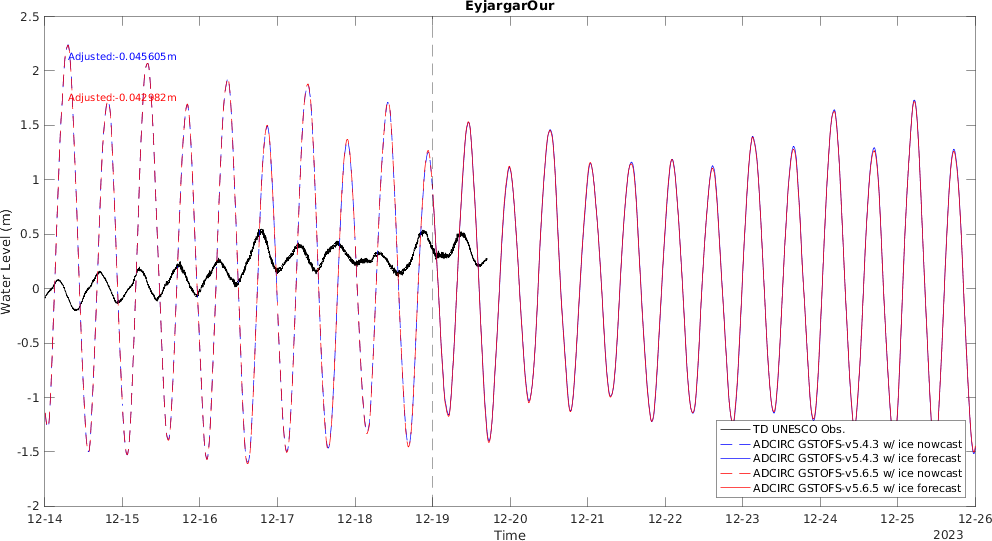 EyjargarOur
Adjusted:-0.045605m
Adjusted:-0.042982m
Water Level (m)
2.5
2
1.5
1
0.5
0
-0.5
-1
-1.5
-2
TD UNESCO Obs.
ADCIRC GSTOFS-v5.4.3 w/ ice nowcast
ADCIRC GSTOFS-v5.4.3 w/ ice forecast
ADCIRC GSTOFS-v5.6.5 w/ ice nowcast
ADCIRC GSTOFS-v5.6.5 w/ ice forecast
12-14 12-15 12-16 12-17 12-18 12-19 12-20 12-21 12-22 12-23 12-24 12-25 12-26
Time
2023